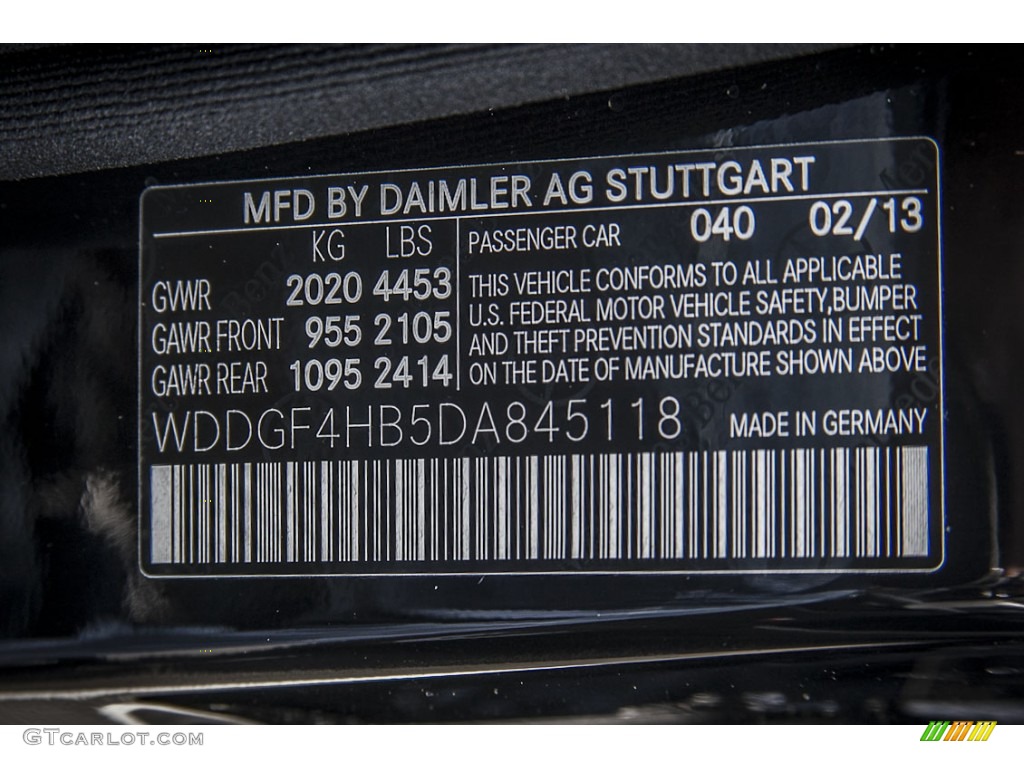 MFD BY DAIMLER AG STUTTGART
KG LBS
GVWR 2020 4453
GAWR FRONT 955 2105
GAWR REAR 1095 2414
PASSENGER CAR 040 02/13
THIS VEHICLE CONFORMS TO ALL APPLICABLE
U.S. FEDERAL MOTOR VEHICLE SAFETY,BUMPER
AND THEFT PREVENTION STANDARDS IN EFFECT
ON THE DATE OF MANUFACTURE SHOWN ABOVE
WDDGF4HB5DA845118 MADE IN GERMANY
GTCARLOT.COM